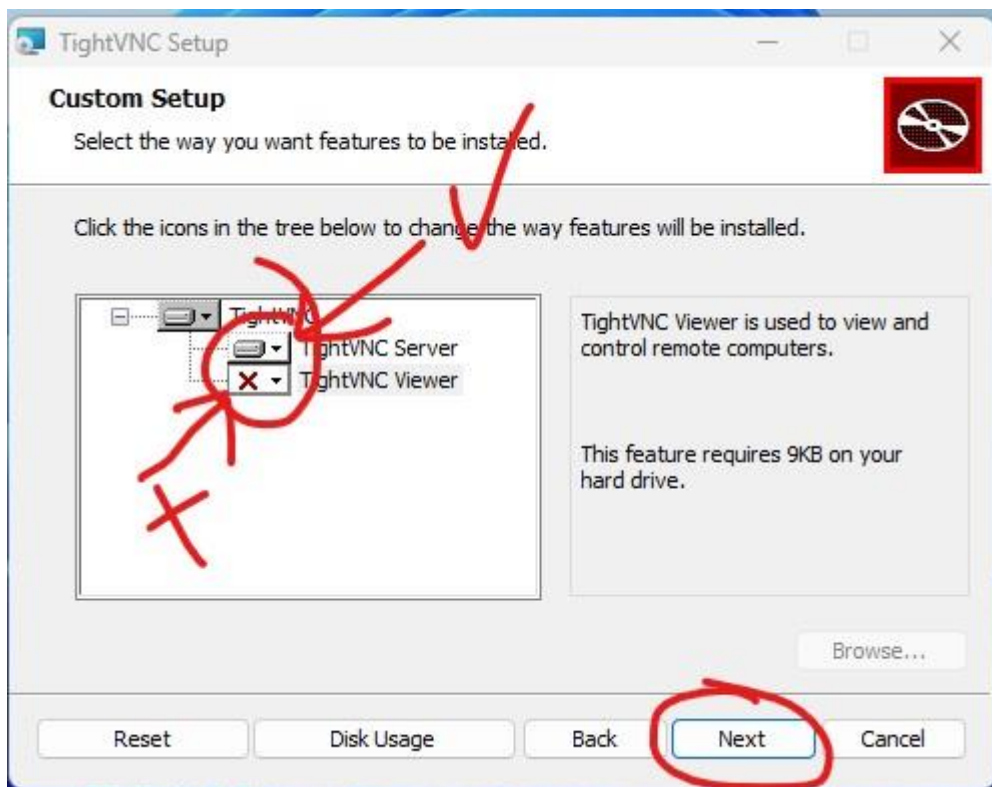 TightVNC Setup
Custom Setup
Select the way you want features to be installed.
Click the icons in the tree below to change the way features will be installed.
TightVNC
TightVNC Server
TightVNC Viewer
TightVNC Viewer is used to view and
control remote computers.
This feature requires 9KB on your
hard drive.
Browse...
Reset
Disk Usage
Back
Next
Cancel